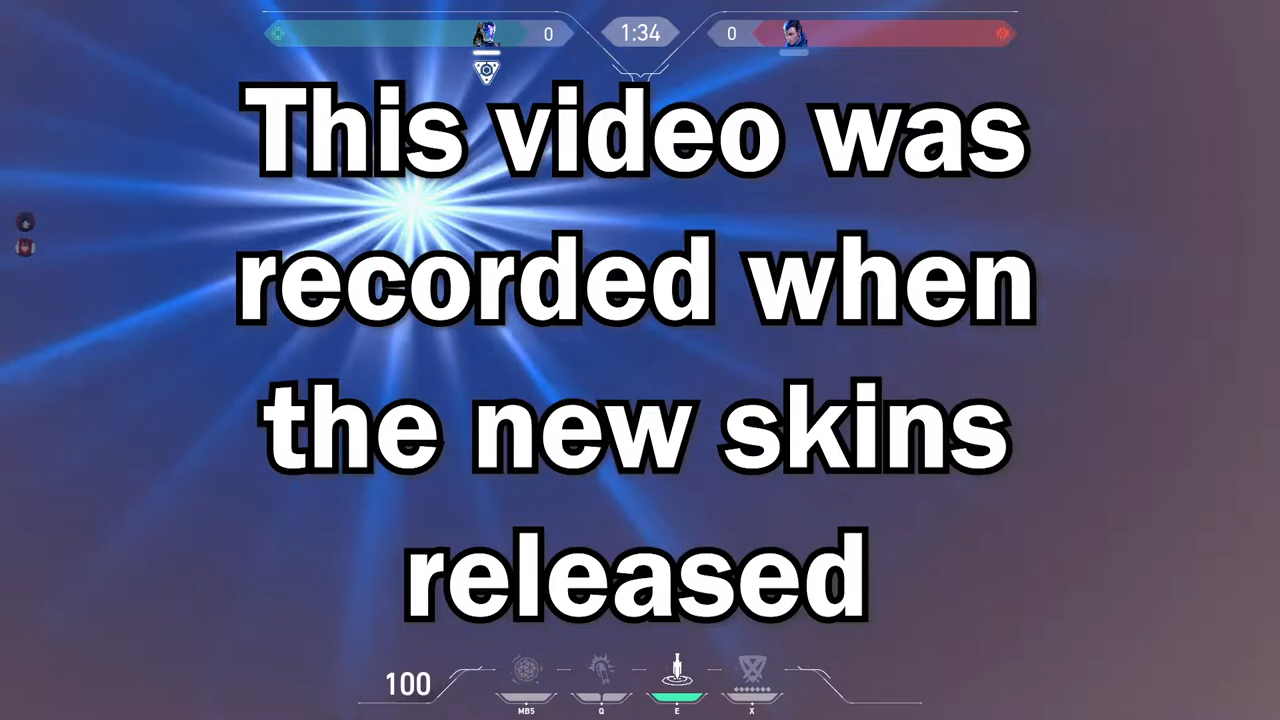 0 1:34 0
This video was
recorded when
the new skins
released
100
MB5 Q E X